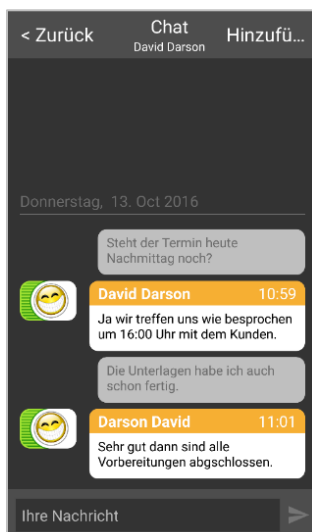 < Zurück Chat Hinzufü...
David Darson
Donnerstag, 13. Oct 2016
Steht der Termin heute
Nachmittag noch?
David Darson 10:59
Ja wir treffen uns wie besprochen
um 16:00 Uhr mit dem Kunden.
Die Unterlagen habe ich auch
schon fertig.
Darson David 11:01
Sehr gut dann sind alle
Vorbereitungen abgschlossen.
Ihre Nachricht